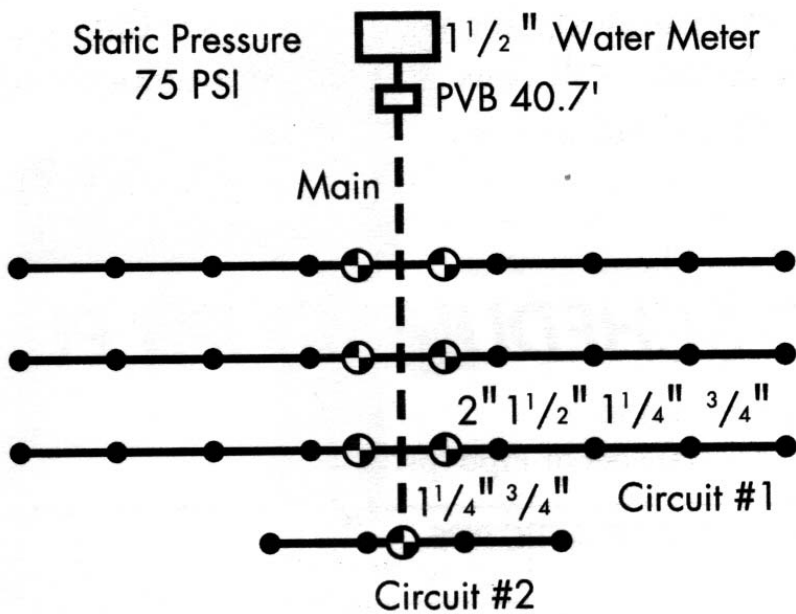 Static Pressure
75 PSI
1 1/2 " Water Meter
PVB 40.7'
Main
2" 1 1/2" 1 1/4" 3/4"
1 1/4" 3/4"
Circuit #1
Circuit #2